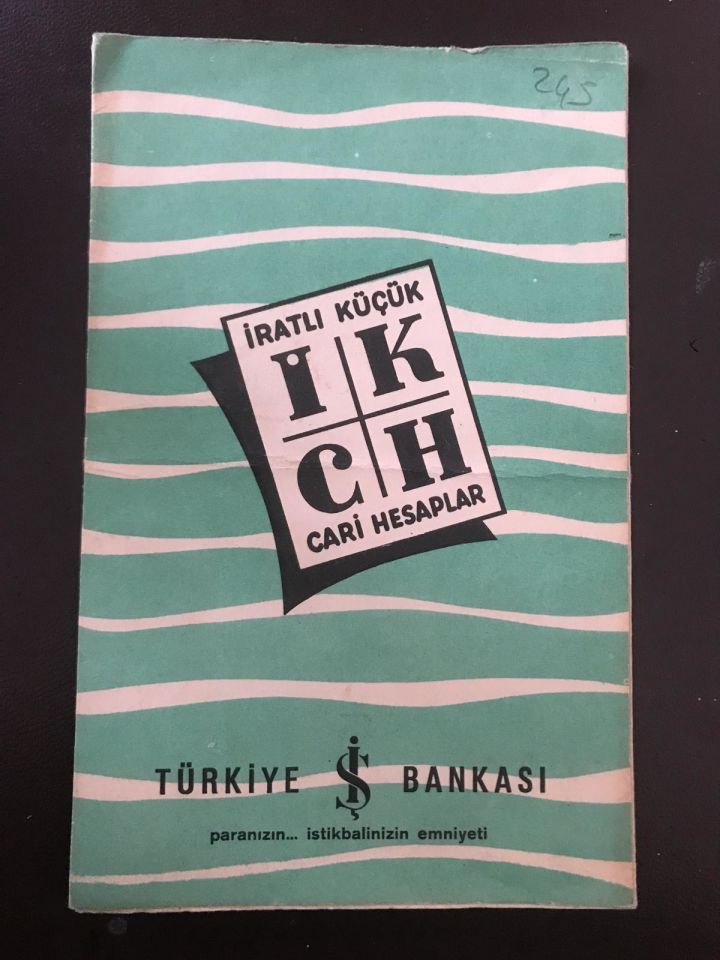 245
İRATLI KÜÇÜK
İ K
C H
CARİ HESAPLAR
TÜRKİYE İŞ BANKASI
paranızın... istikbalinizin emniyeti